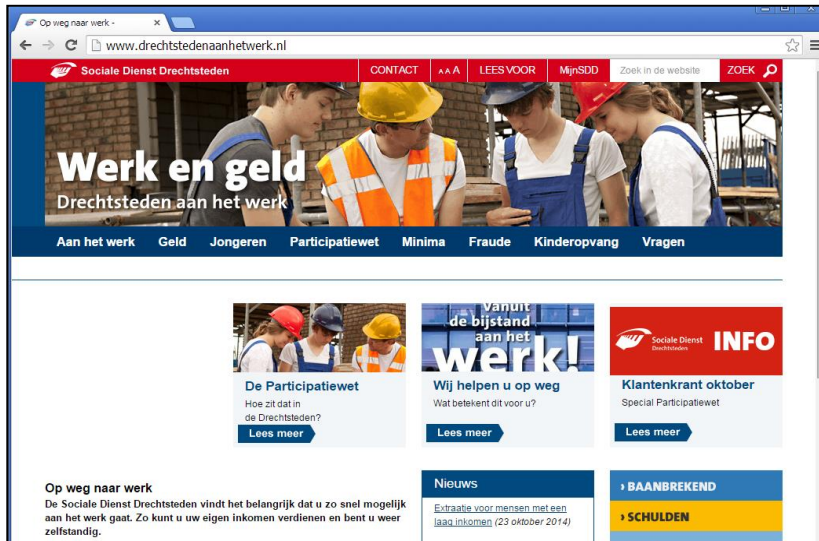 Op weg naar werk -
www.drechtstedenaanhetwerk.nl
Sociale Dienst Drechtsteden
CONTACT
A A A
LEES VOOR
MijnSDD
Zoek in de website
ZOEK
Werk en geld
Drechtsteden aan het werk
Aan het werk Geld Jongeren Participatiewet Minima Fraude Kinderopvang Vragen
De Participatiewet
Hoe zit dat in
de Drechtsteden?
Lees meer
vanuit
de bijstand
aan het
werk!
Wij helpen u op weg
Wat betekent dit voor u?
Lees meer
Sociale Dienst
Drechtsteden
INFO
Klantenkrant oktober
Special Participatiewet
Lees meer
Op weg naar werk
De Sociale Dienst Drechtsteden vindt het belangrijk dat u zo snel mogelijk
aan het werk gaat. Zo kunt u uw eigen inkomen verdienen en bent u weer
zelfstandig.
Nieuws
Extraatje voor mensen met een
laag inkomen (23 oktober 2014)
› BAANBREKEND
› SCHULDEN